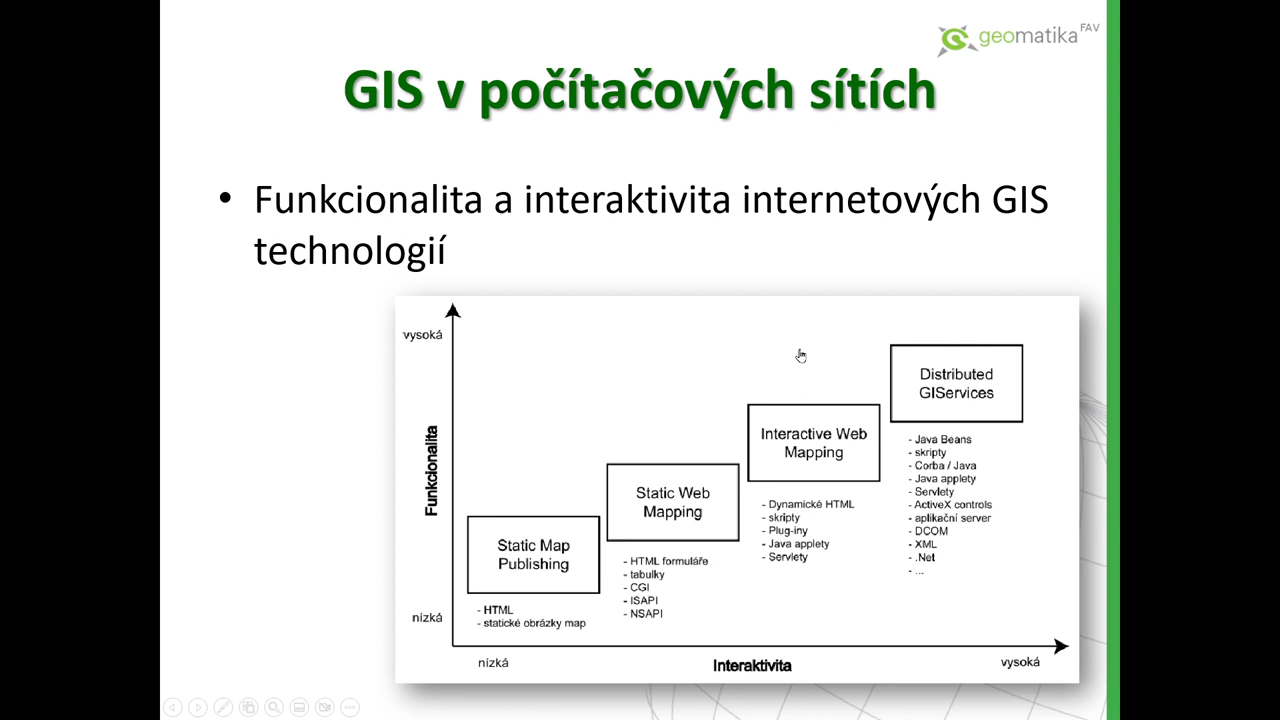 geomatika FAV
GIS v počítačových sítích
• Funkcionalita a interaktivita internetových GIS
technologií
vysoká
Funkcionalita
nízká
Static Map
Publishing
- HTML
- statické obrázky map
Static Web
Mapping
- HTML formuláře
- tabulky
- CGI
- ISAPI
- NSAPI
Interactive Web
Mapping
- Dynamické HTML
- skripty
- Plug-iny
- Java applety
- Servlety
Distributed
GIServices
- Java Beans
- skripty
- Corba / Java
- Java applety
- Servlety
- ActiveX controls
- aplikační server
- DCOM
- XML
- .Net
- ...
nízká
Interaktivita
vysoká